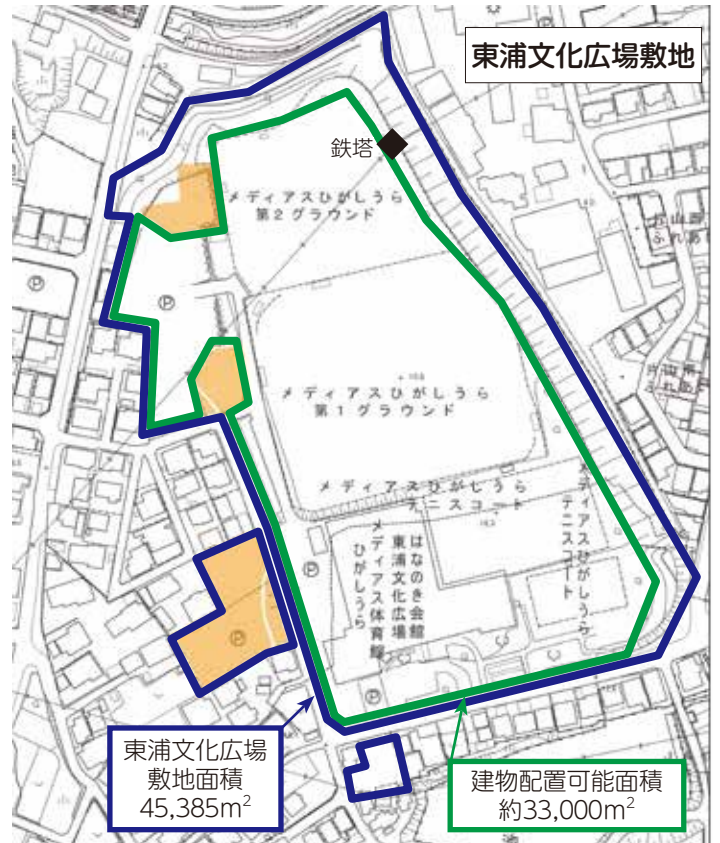 東浦文化広場敷地
鉄塔
メディアスひがしうら
第2グラウンド
P
メディアスひがしうら
第1グラウンド
メディアスひがしうら
テニスコート
メディアスひがしうら
テニスコート
はなのき会館
東浦文化広場
メディアス体育館
ひがしうら
P
P
P
P
東浦文化広場
敷地面積
45,385m²
建物配置可能面積
約33,000m²